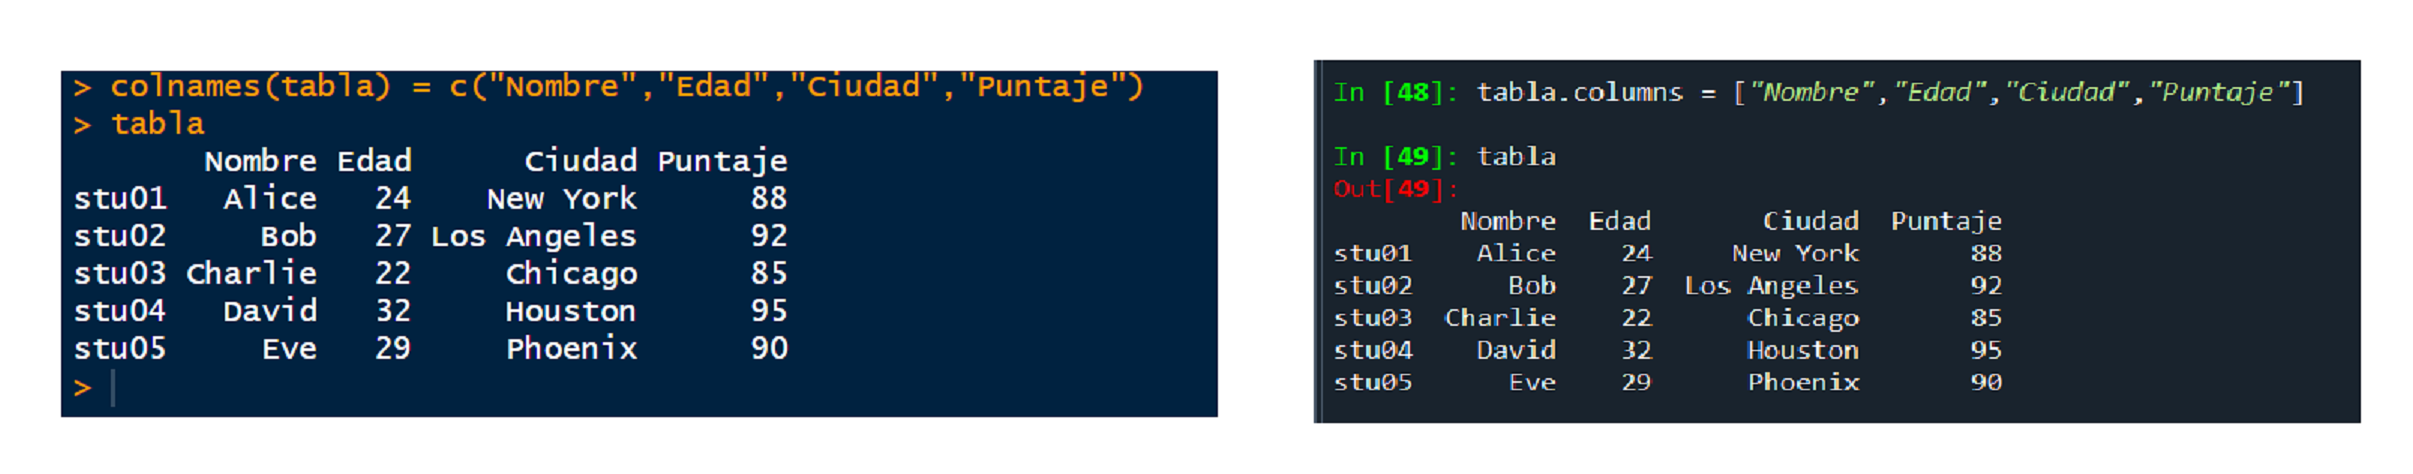 > colnames(tabla) = c("Nombre","Edad","Ciudad","Puntaje")
> tabla
Nombre Edad Ciudad Puntaje
stu01 Alice 24 New York 88
stu02 Bob 27 Los Angeles 92
stu03 Charlie 22 Chicago 85
stu04 David 32 Houston 95
stu05 Eve 29 Phoenix 90
>
In [48]: tabla.columns = ["Nombre","Edad","Ciudad","Puntaje"]
In [49]: tabla
Out[49]:
Nombre Edad Ciudad Puntaje
stu01 Alice 24 New York 88
stu02 Bob 27 Los Angeles 92
stu03 Charlie 22 Chicago 85
stu04 David 32 Houston 95
stu05 Eve 29 Phoenix 90